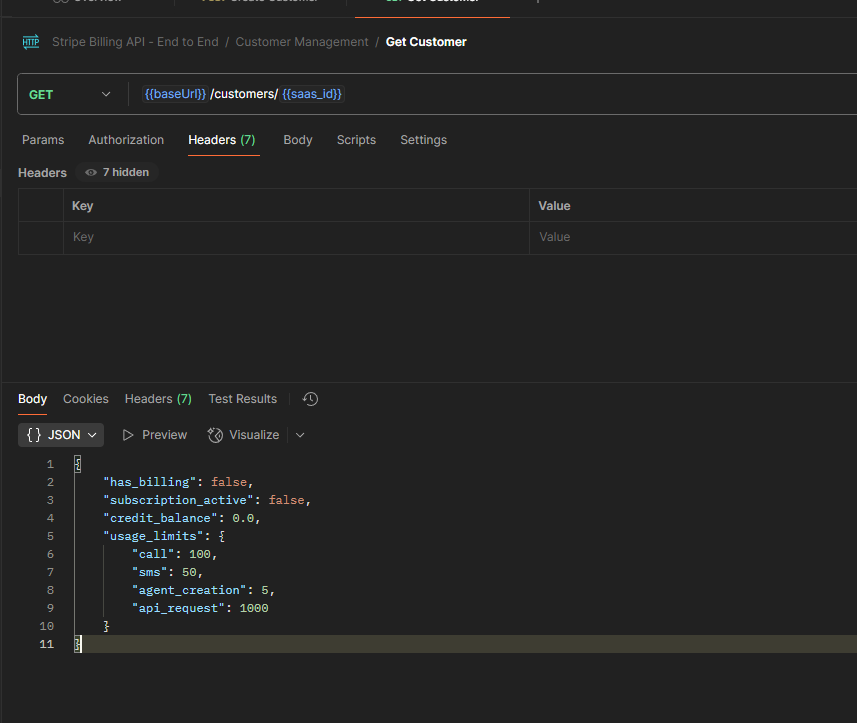 HTTP Stripe Billing API - End to End / Customer Management / Get Customer
GET {{baseUrl}} /customers/ {{saas_id}}
Params Authorization Headers (7) Body Scripts Settings
Headers 7 hidden
Key Value
Key Value
Body Cookies Headers (7) Test Results
{} JSON Preview Visualize
1 {
2 "has_billing": false,
3 "subscription_active": false,
4 "credit_balance": 0.0,
5 "usage_limits": {
6 "call": 100,
7 "sms": 50,
8 "agent_creation": 5,
9 "api_request": 1000
10 }
11 }